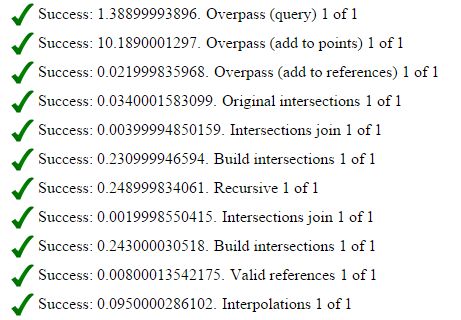 Success: 1.38899993896. Overpass (query) 1 of 1
Success: 10.1890001297. Overpass (add to points) 1 of 1
Success: 0.021999835968. Overpass (add to references) 1 of 1
Success: 0.0340001583099. Original intersections 1 of 1
Success: 0.00399994850159. Intersections join 1 of 1
Success: 0.230999946594. Build intersections 1 of 1
Success: 0.248999834061. Recursive 1 of 1
Success: 0.0019998550415. Intersections join 1 of 1
Success: 0.243000030518. Build intersections 1 of 1
Success: 0.00800013542175. Valid references 1 of 1
Success: 0.0950000286102. Interpolations 1 of 1